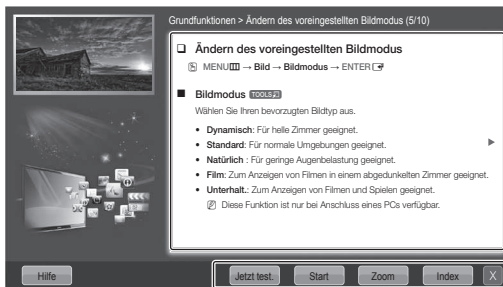 Grundfunktionen > Ändern des voreingestellten Bildmodus (5/10)
❑ Ändern des voreingestellten Bildmodus
MENU → Bild → Bildmodus → ENTER
■ Bildmodus TOOLS
Wählen Sie Ihren bevorzugten Bildtyp aus.
• Dynamisch: Für helle Zimmer geeignet.
• Standard: Für normale Umgebungen geeignet.
• Natürlich : Für geringe Augenbelastung geeignet.
• Film: Zum Anzeigen von Filmen in einem abgedunkelten Zimmer geeignet.
• Unterhalt.: Zum Anzeigen von Filmen und Spielen geeignet.
Diese Funktion ist nur bei Anschluss eines PCs verfügbar.
Hilfe
Jetzt test.
Start
Zoom
Index
X